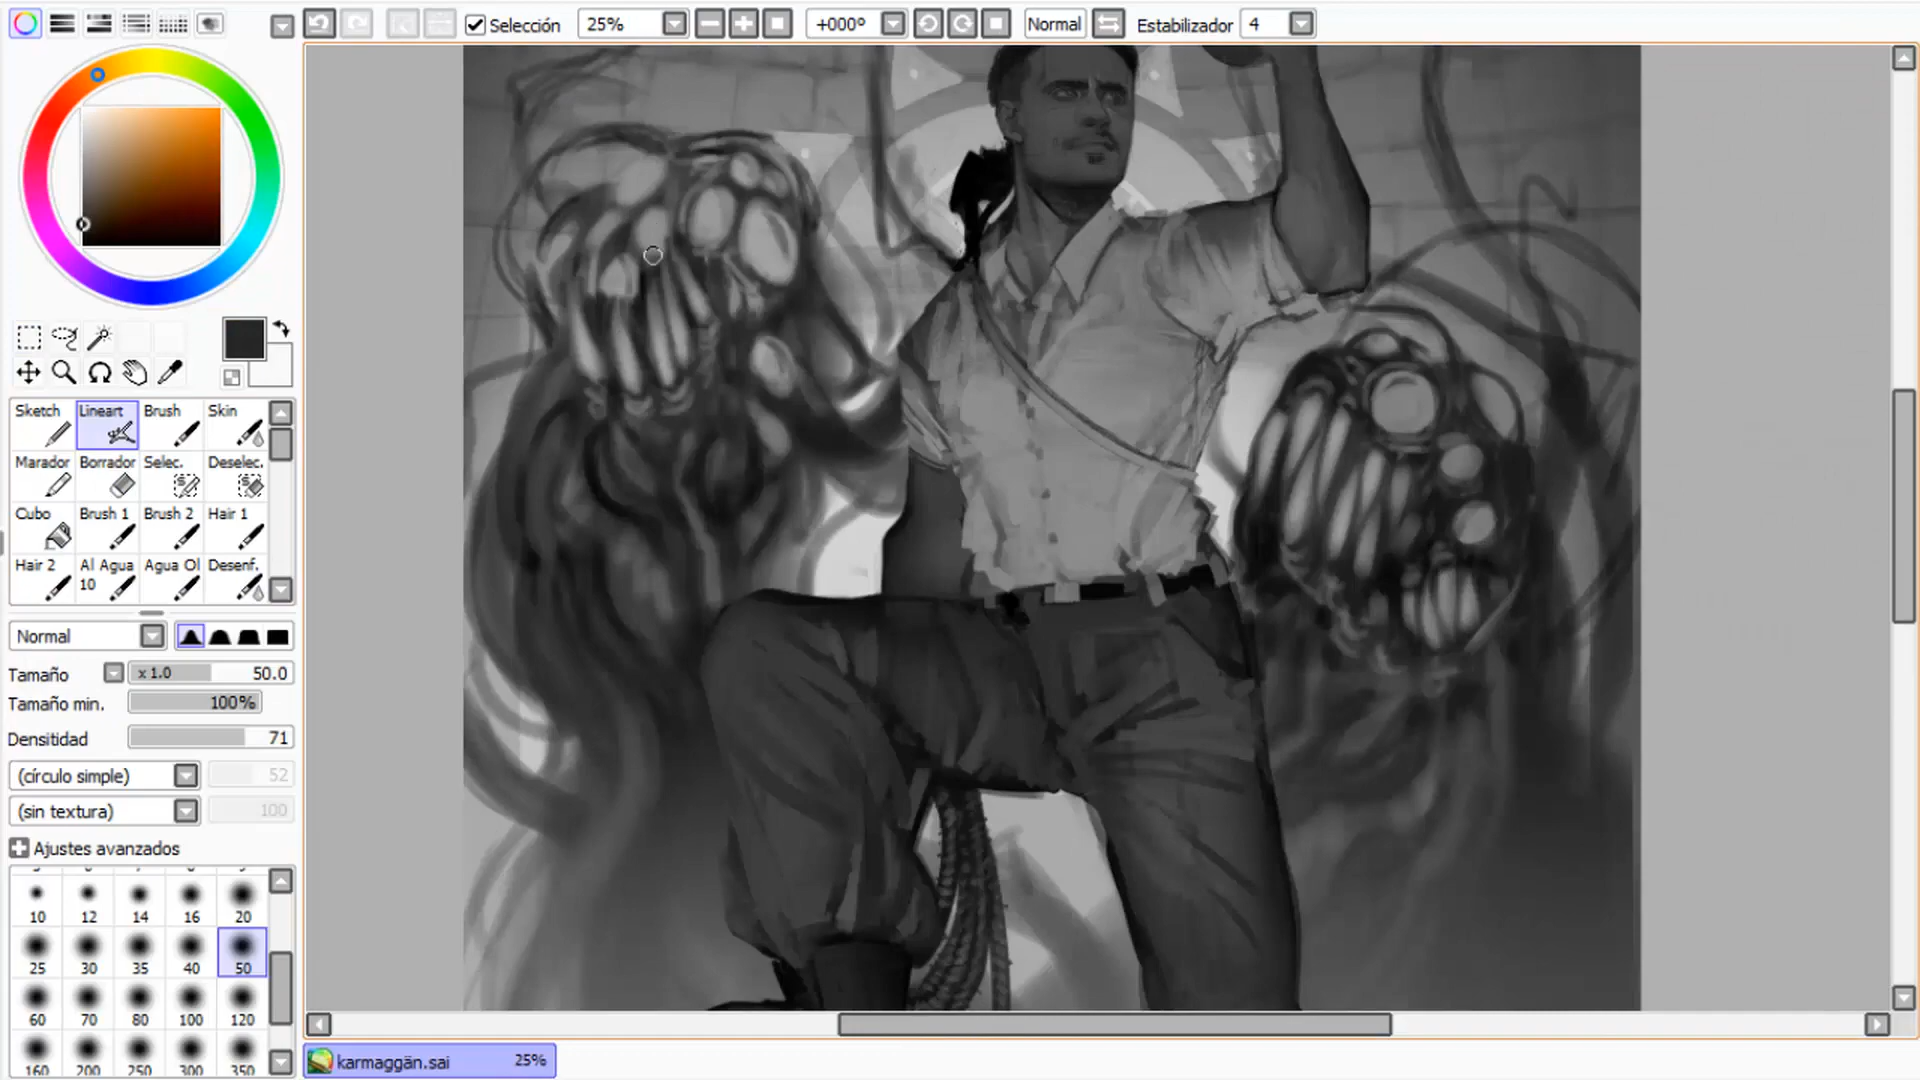 Selección 25% +000º Normal Estabilizador 4
Sketch Lineart Brush Skin
Marador Borrador Selec. Deselec.
Cubo Brush 1 Brush 2 Hair 1
Hair 2 Al Agua 10 Agua Ol Desenf.
Normal
Tamaño x 1.0 50.0
Tamaño min. 100%
Densitidad 71
(círculo simple) 52
(sin textura) 100
Ajustes avanzados
10 12 14 16 20
25 30 35 40 50
60 70 80 100 120
160 200 250 300 350
karmaggän.sai 25%